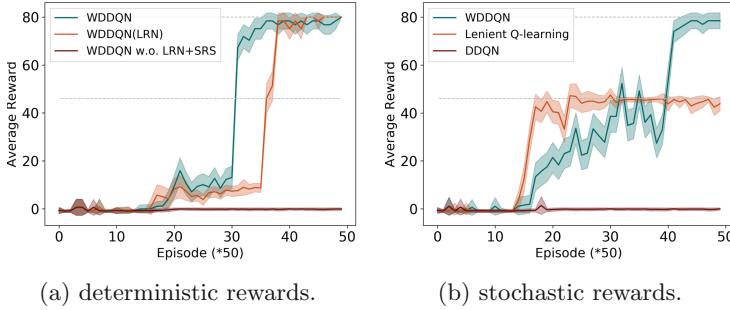 80
60
40
20
0
Average Reward
WDDQN
WDDQN(LRN)
WDDQN w.o. LRN+SRS
0 10 20 30 40 50
Episode (*50)
(a) deterministic rewards.
80
60
40
20
0
Average Reward
WDDQN
Lenient Q-learning
DDQN
0 10 20 30 40 50
Episode (*50)
(b) stochastic rewards.